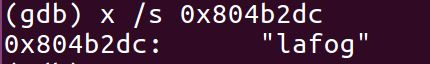 (gdb) x /s 0x804b2dc
0x804b2dc:      "lafog"